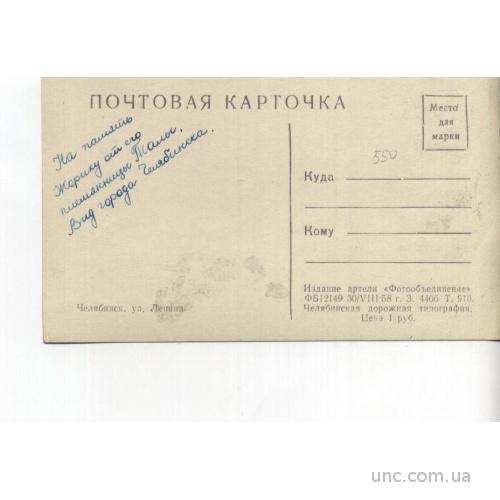 ПОЧТОВАЯ КАРТОЧКА
Место
для
марки
На память
Жорику от его
племянницы Талы.
Вид города Челябинска.
550
Куда
Кому
Челябинск, ул. Ленина
Издание артели «Фотообъединение»
ФБ12149 30/VIII-58 г. З. 4406 Т. 910.
Челябинская дорожная типография.
Цена 1 руб.
unc.com.ua